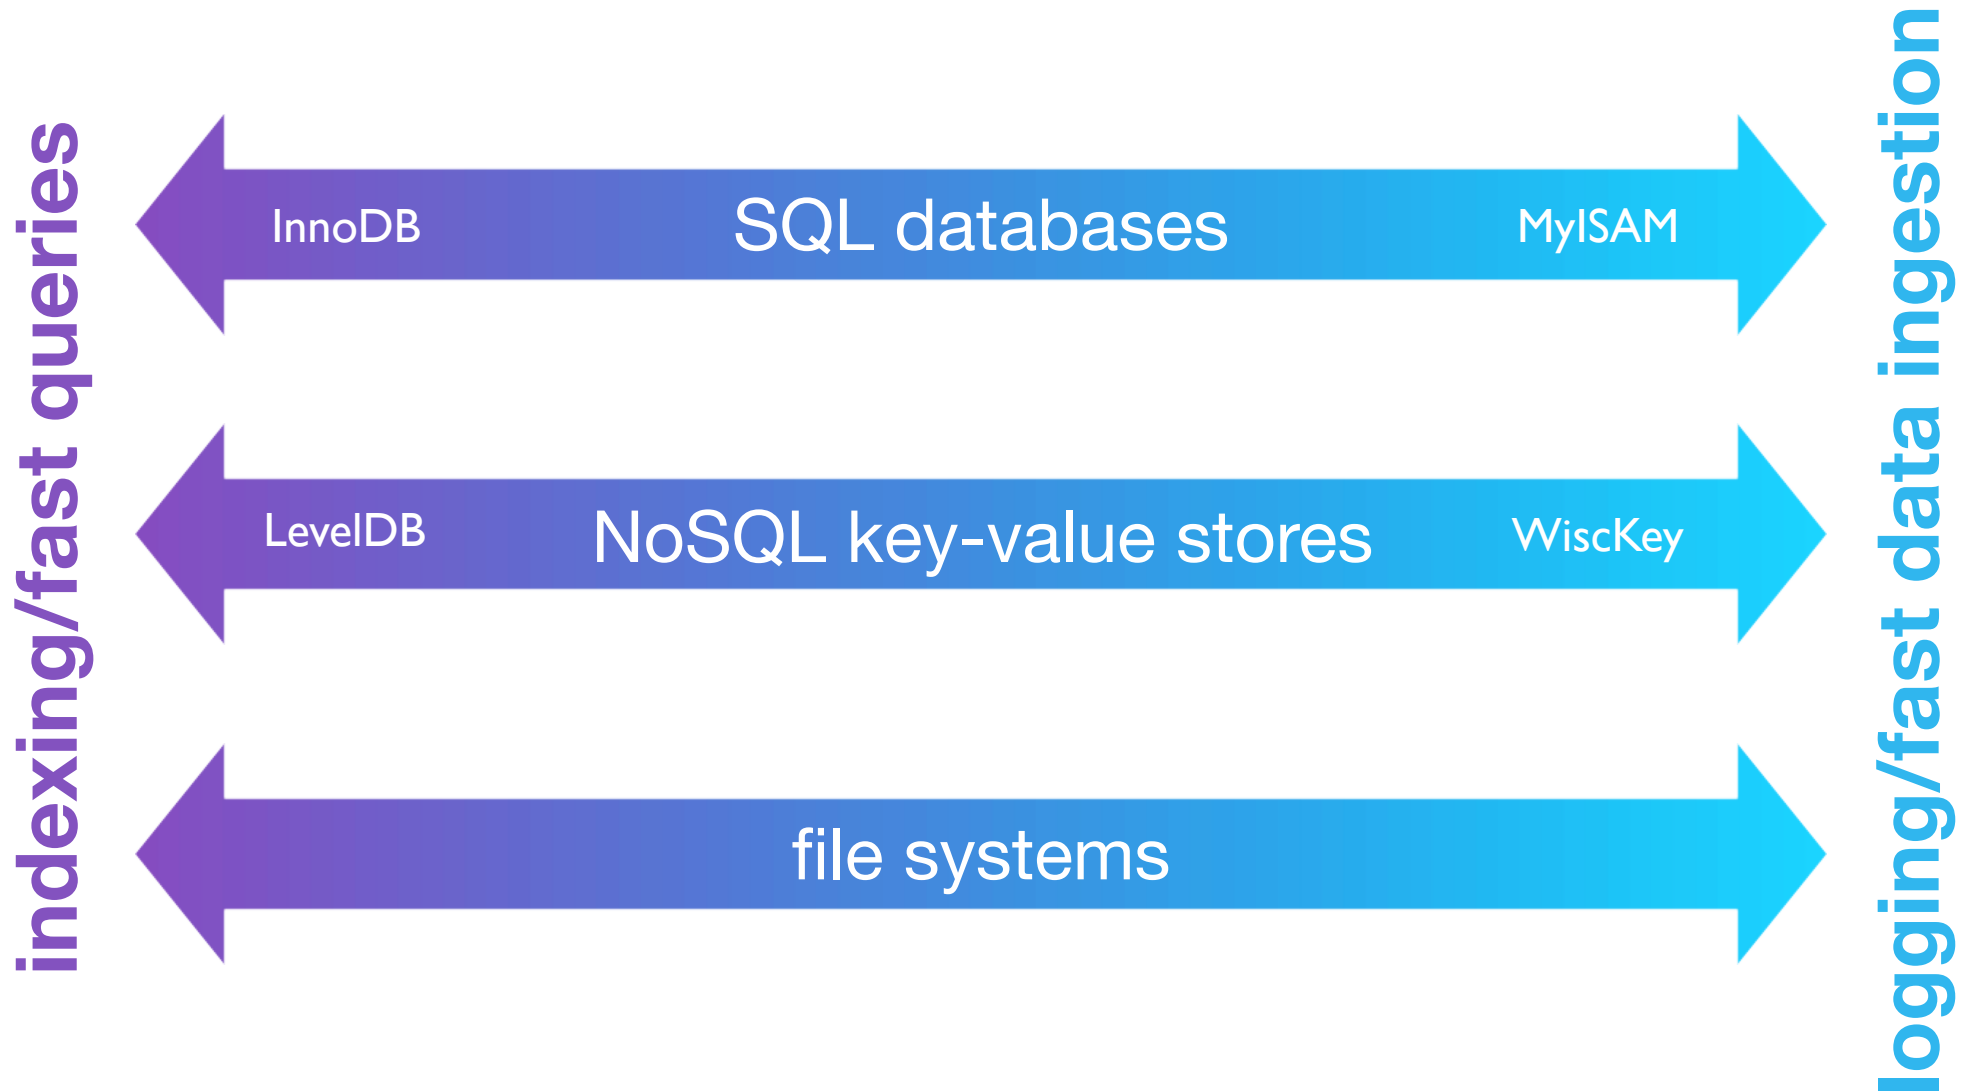 indexing/fast queries
InnoDB SQL databases MyISAM
LevelDB NoSQL key-value stores WiscKey
file systems
logging/fast data ingestion